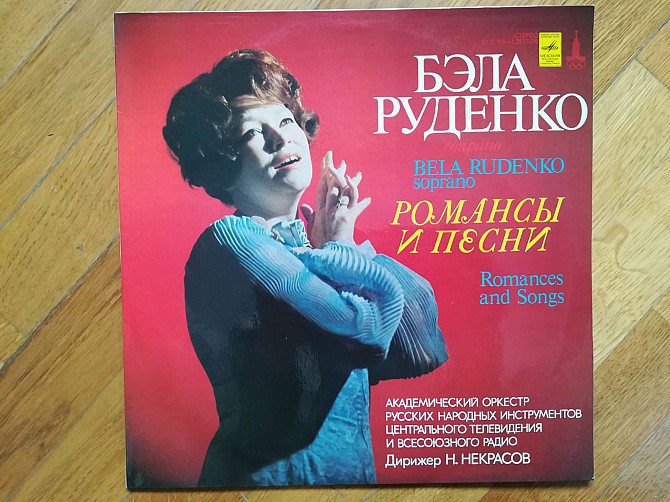 СТЕРЕО
БЭЛА
РУДЕНКО
сопрано
BELA RUDENKO
soprano
РОМАНСЫ
И ПЕСНИ
Romances
and Songs
АКАДЕМИЧЕСКИЙ ОРКЕСТР
РУССКИХ НАРОДНЫХ ИНСТРУМЕНТОВ
ЦЕНТРАЛЬНОГО ТЕЛЕВИДЕНИЯ
И ВСЕСОЮЗНОГО РАДИО
Дирижер Н. НЕКРАСОВ